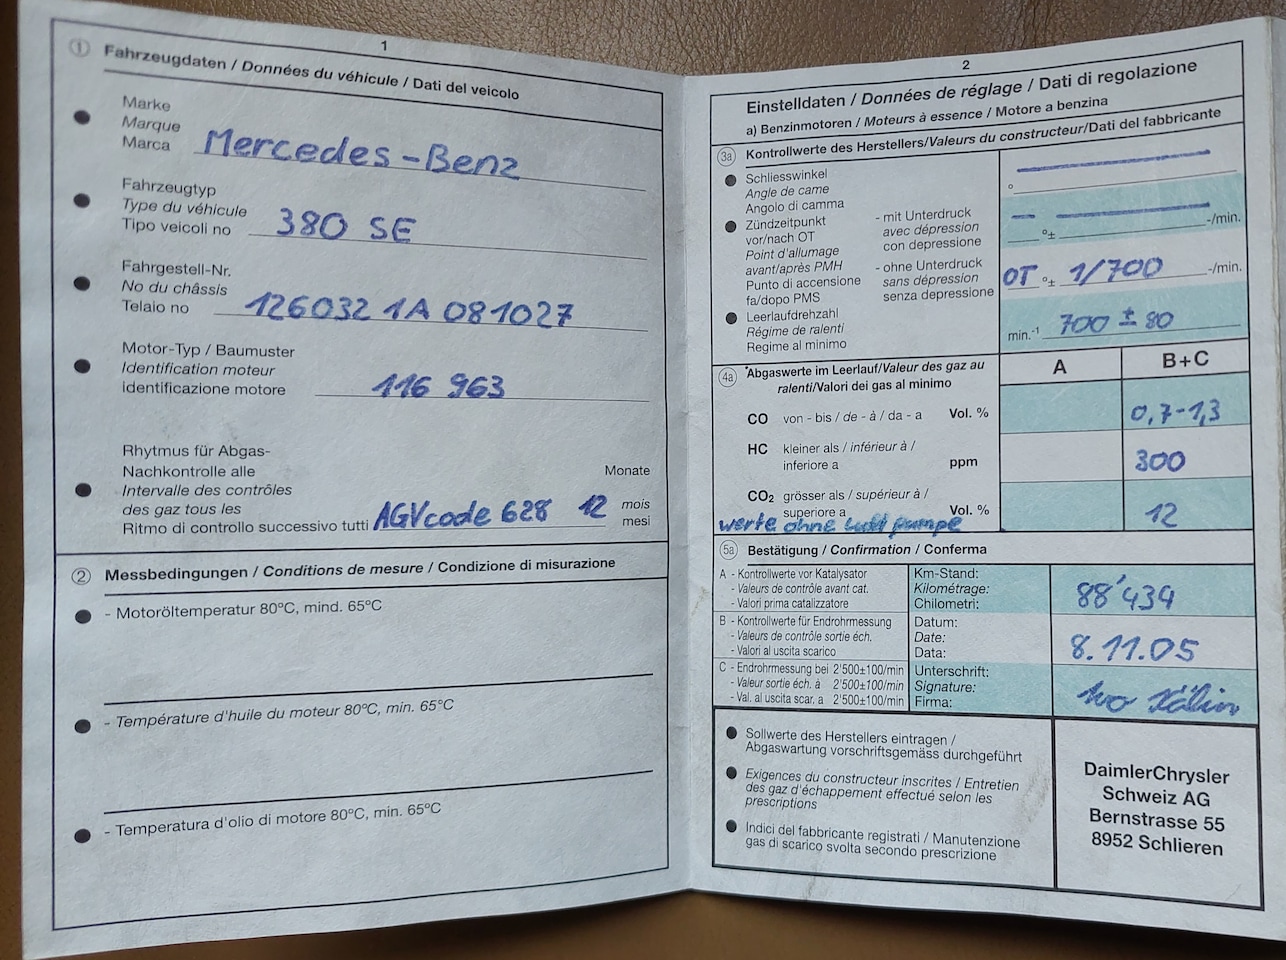 1
① Fahrzeugdaten / Données du véhicule / Dati del veicolo
Marke
Marque
Marca Mercedes-Benz
Fahrzeugtyp
Type du véhicule
Tipo veicoli no 380 SE
Fahrgestell-Nr.
No du châssis
Telaio no 126032 1A 081027
Motor-Typ / Baumuster
Identification moteur
identificazione motore 116 963
Rhytmus für Abgas-
Nachkontrolle alle Monate
Intervalle des contrôles
des gaz tous les mois
Ritmo di controllo successivo tutti AGVcode 628 12 mesi
② Messbedingungen / Conditions de mesure / Condizione di misurazione
- Motoröltemperatur 80°C, mind. 65°C
- Température d'huile du moteur 80°C, min. 65°C
- Temperatura d'olio di motore 80°C, min. 65°C
2
Einstelldaten / Données de réglage / Dati di regolazione
a) Benzinmotoren / Moteurs à essence / Motore a benzina
3a Kontrollwerte des Herstellers/Valeurs du constructeur/Dati del fabbricante
Schliesswinkel
Angle de came
Angolo di camma °
Zündzeitpunkt - mit Unterdruck
vor/nach OT avec dépression
Point d'allumage con depressione — °± — -/min.
avant/après PMH - ohne Unterdruck
Punto di accensione sans dépression
fa/dopo PMS senza depressione OT °± 1/700 -/min.
Leerlaufdrehzahl
Régime de ralenti
Regime al minimo min.⁻¹ 700 ± 80
4a Abgaswerte im Leerlauf/Valeur des gaz au
ralenti/Valori dei gas al minimo
A B+C
CO von - bis / de - à / da - a Vol. % 0,7-1,3
HC kleiner als / inférieur à /
inferiore a ppm 300
CO₂ grösser als / supérieur à /
superiore a Vol. % 12
werte ohne Luft pumpe
5a Bestätigung / Confirmation / Conferma
A - Kontrollwerte vor Katalysator
- Valeurs de contrôle avant cat.
- Valori prima catalizzatore
Km-Stand:
Kilométrage:
Chilometri: 88'439
B - Kontrollwerte für Endrohrmessung
- Valeurs de contrôle sortie éch.
- Valori al uscita scarico
Datum:
Date:
Data: 8.11.05
C - Endrohrmessung bei 2'500±100/min
- Valeur sortie éch. à 2'500±100/min
- Val. al uscita scar. a 2'500±100/min
Unterschrift:
Signature:
Firma:
Sollwerte des Herstellers eintragen /
Abgaswartung vorschriftsgemäss durchgeführt
Exigences du constructeur inscrites / Entretien
des gaz d'échappement effectué selon les
prescriptions
Indici del fabbricante registrati / Manutenzione
gas di scarico svolta secondo prescrizione
DaimlerChrysler
Schweiz AG
Bernstrasse 55
8952 Schlieren